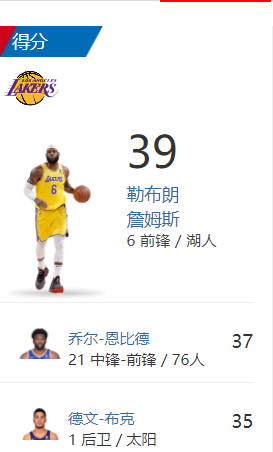 得分
LOS ANGELES
LAKERS
39
勒布朗
詹姆斯
6 前锋 / 湖人
LAKERS
6
乔尔-恩比德
37
21 中锋-前锋 / 76人
德文-布克
35
1 后卫 / 太阳